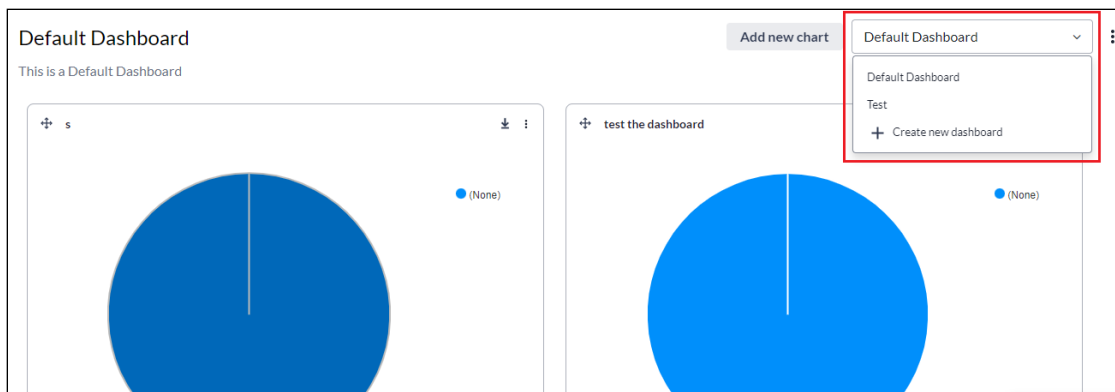 Default Dashboard
Add new chart
Default Dashboard
This is a Default Dashboard
Default Dashboard
Test
Create new dashboard
s
test the dashboard
(None)
(None)